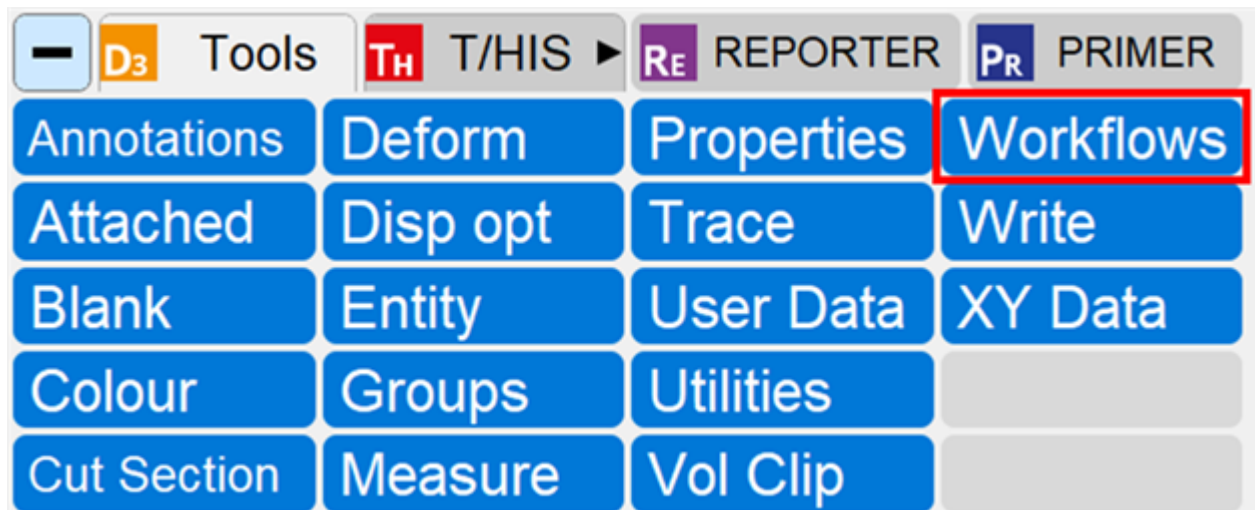 D3 Tools TH T/HIS ▶ RE REPORTER PR PRIMER
Annotations Deform Properties Workflows
Attached Disp opt Trace Write
Blank Entity User Data XY Data
Colour Groups Utilities
Cut Section Measure Vol Clip